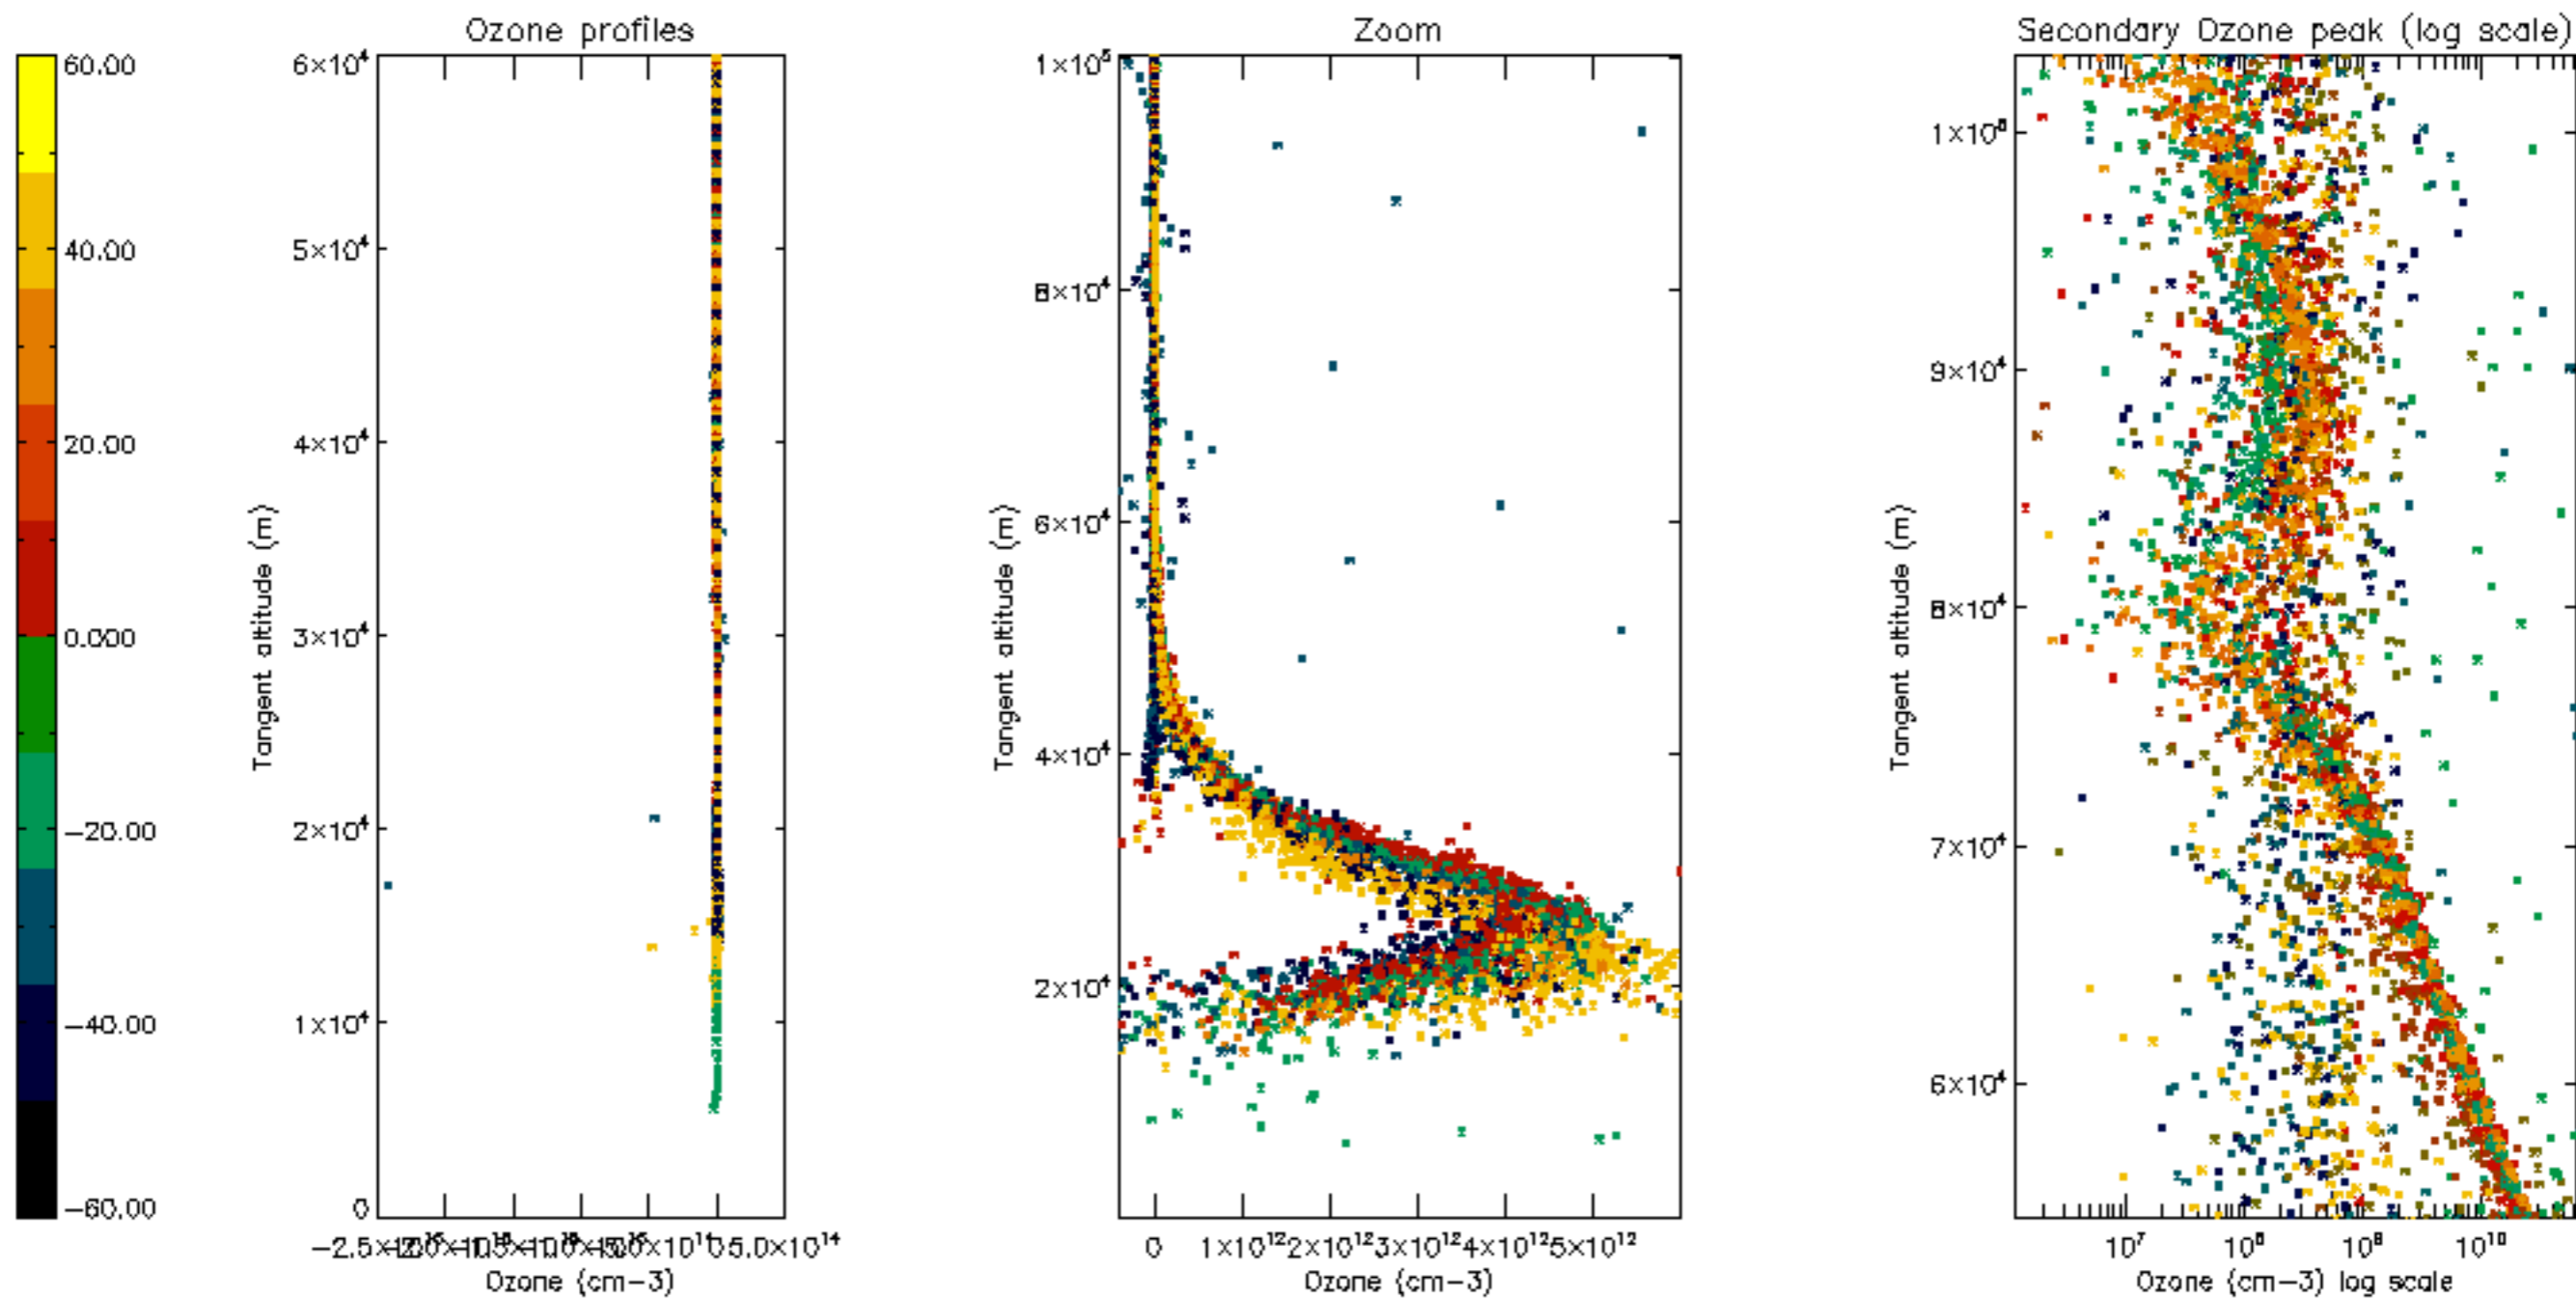 Ozone profiles
Zoom
Secondary Ozone peak (log scale)
60.00
40.00
20.00
0.000
-20.00
-40.00
-60.00
6×10⁴
5×10⁴
4×10⁴
3×10⁴
2×10⁴
1×10⁴
0
Tangent altitude (m)
5.0×10¹⁴
Ozone (cm-3)
1×10⁵
8×10⁴
6×10⁴
4×10⁴
2×10⁴
Tangent altitude (m)
0 1×10¹² 2×10¹² 3×10¹² 4×10¹² 5×10¹²
Ozone (cm-3)
9×10⁴
8×10⁴
7×10⁴
6×10⁴
Tangent altitude (m)
10⁷ 10⁸ 10⁹ 10¹⁰
Ozone (cm-3) log scale